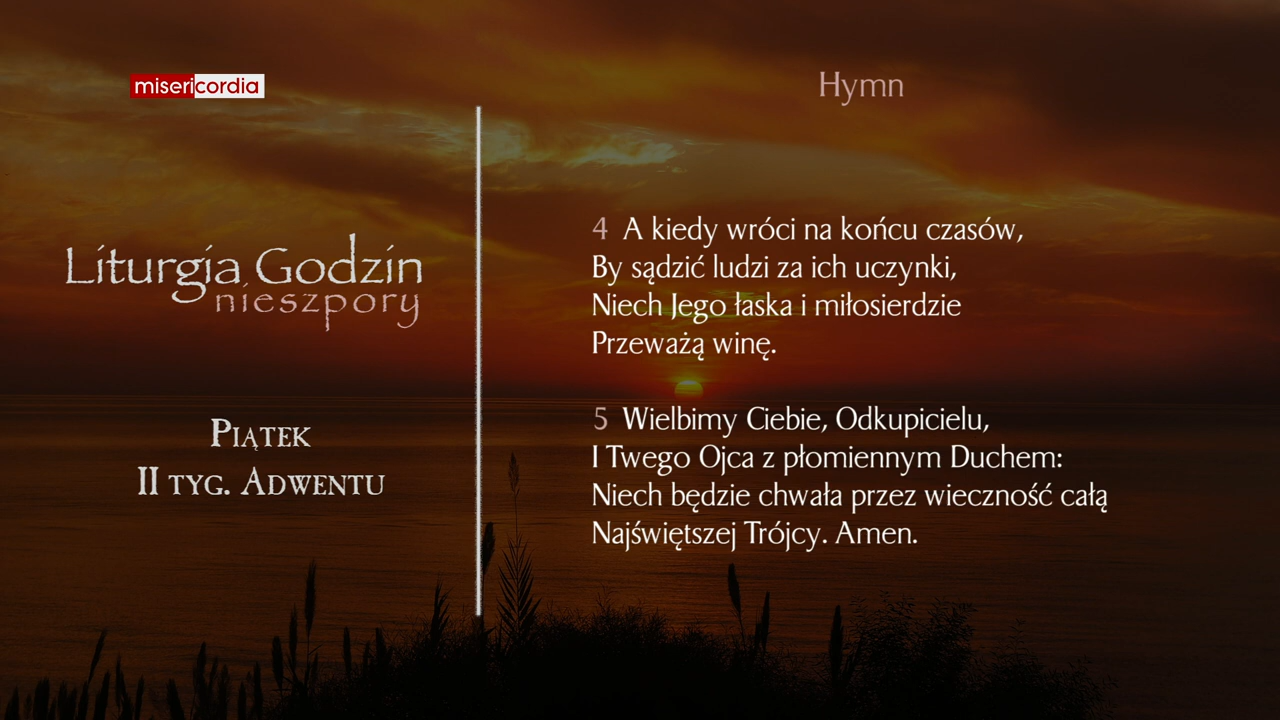 misericordia
Liturgia Godzin
nieszpory
Piątek
II tyg. Adwentu
Hymn
4 A kiedy wróci na końcu czasów,
By sądzić ludzi za ich uczynki,
Niech Jego łaska i miłosierdzie
Przeważą winę.
5 Wielbimy Ciebie, Odkupicielu,
I Twego Ojca z płomiennym Duchem:
Niech będzie chwała przez wieczność całą
Najświętszej Trójcy. Amen.